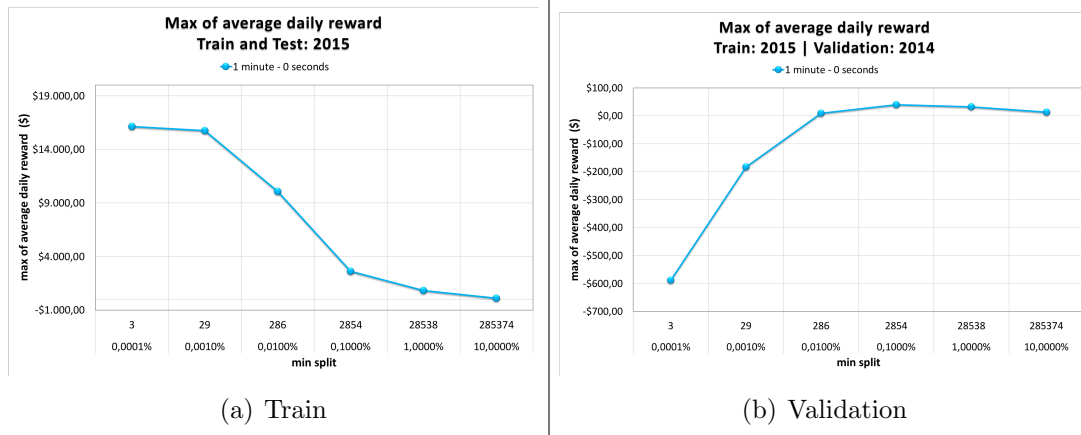 Max of average daily reward
Train and Test: 2015
1 minute - 0 seconds
max of average daily reward ($)
$19.000,00
$14.000,00
$9.000,00
$4.000,00
-$1.000,00
3 29 286 2854 28538 285374
0,0001% 0,0010% 0,0100% 0,1000% 1,0000% 10,0000%
min split
(a) Train
Max of average daily reward
Train: 2015 | Validation: 2014
1 minute - 0 seconds
max of average daily reward ($)
$100,00
$0,00
-$100,00
-$200,00
-$300,00
-$400,00
-$500,00
-$600,00
-$700,00
3 29 286 2854 28538 285374
0,0001% 0,0010% 0,0100% 0,1000% 1,0000% 10,0000%
min split
(b) Validation